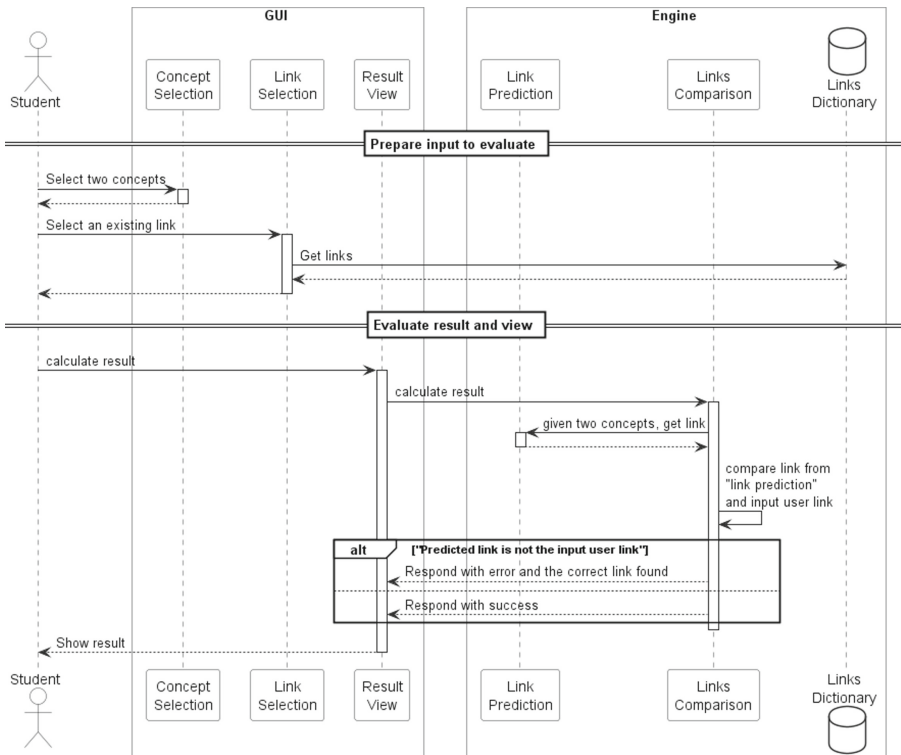 GUI
Engine
Student
Concept
Selection
Link
Selection
Result
View
Link
Prediction
Links
Comparison
Links
Dictionary
Prepare input to evaluate
Select two concepts
Select an existing link
Get links
Evaluate result and view
calculate result
calculate result
given two concepts, get link
compare link from
"link prediction"
and input user link
alt
["Predicted link is not the input user link"]
Respond with error and the correct link found
Respond with success
Show result
Student
Concept
Selection
Link
Selection
Result
View
Link
Prediction
Links
Comparison
Links
Dictionary